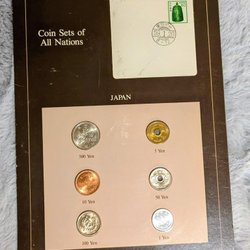 Coin Sets of
All Nations
JAPAN
500 Yen
5 Yen
10 Yen
50 Yen
100 Yen
1 Yen